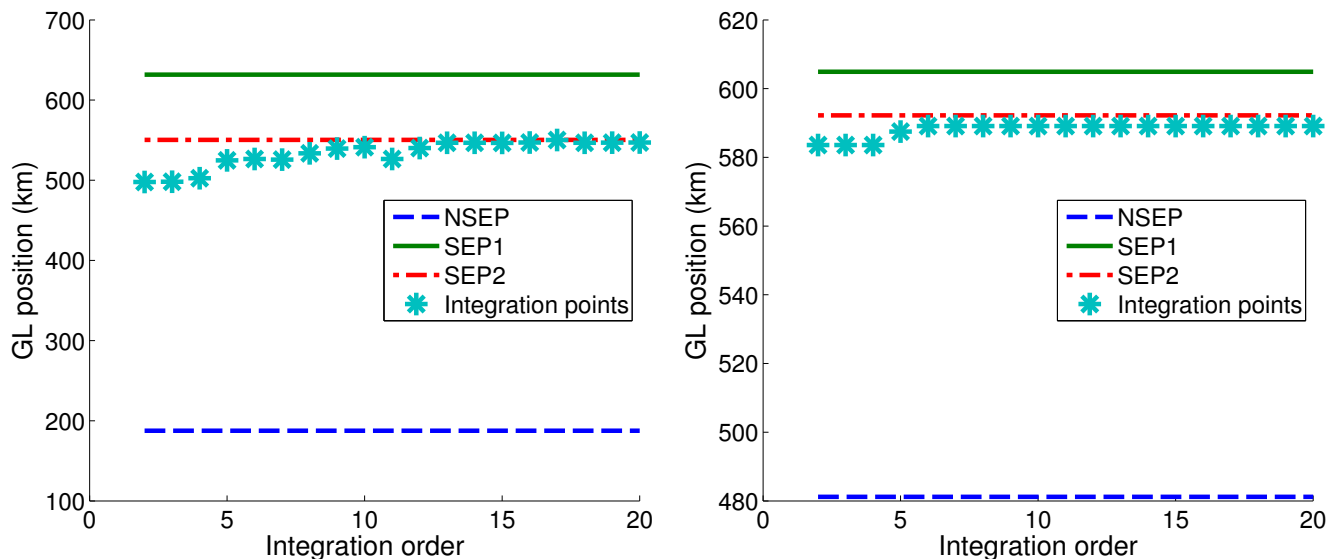 700
600
500
400
300
200
100
0
5
10
15
20
GL position (km)
Integration order
NSEP
SEP1
SEP2
Integration points
620
600
580
560
540
520
500
480
0
5
10
15
20
GL position (km)
Integration order
NSEP
SEP1
SEP2
Integration points